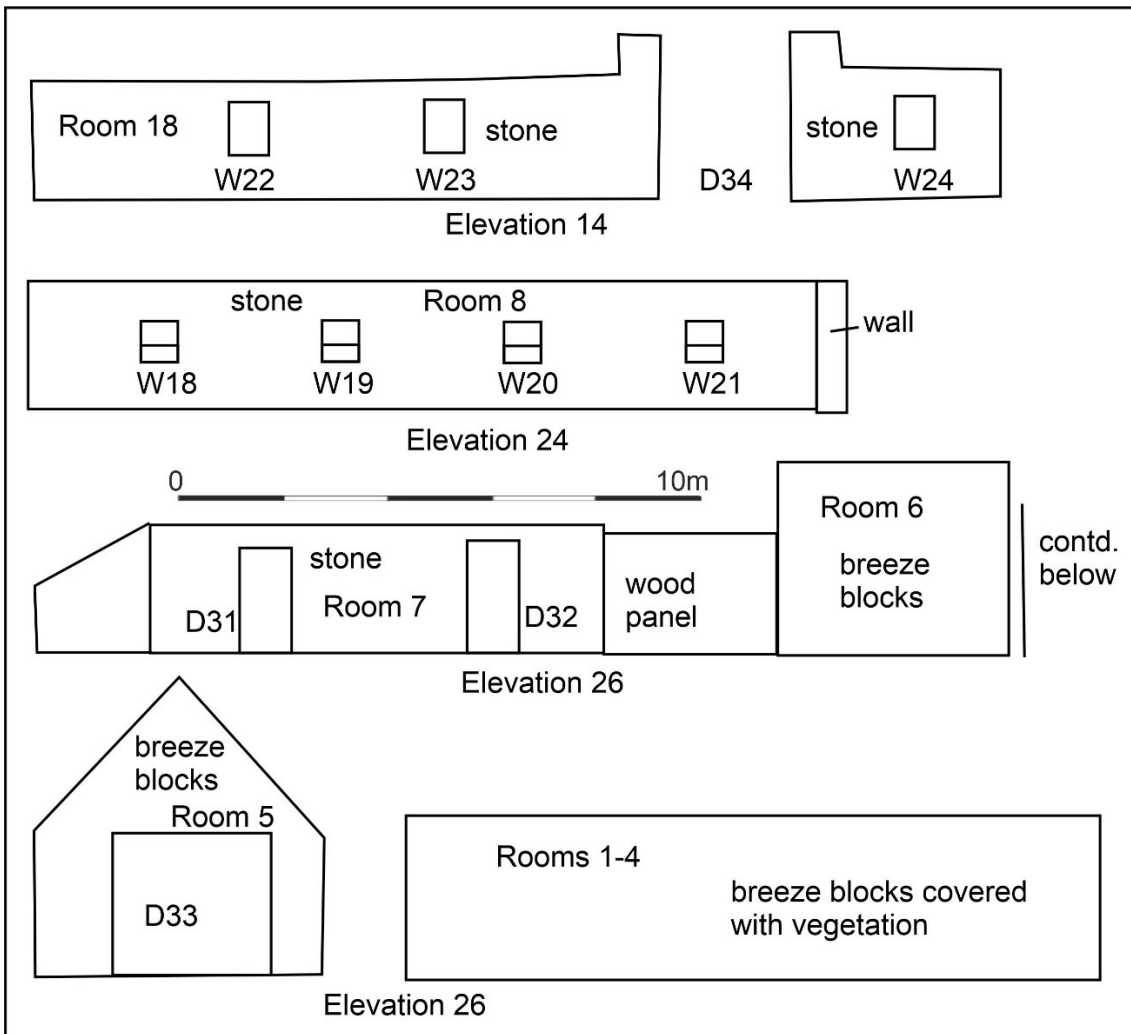 Room 18
stone
stone
W22
W23
D34
W24
Elevation 14
stone
Room 8
wall
W18
W19
W20
W21
Elevation 24
0
10m
Room 6
stone
contd.
below
breeze
blocks
wood
panel
Room 7
D31
D32
Elevation 26
breeze
blocks
Room 5
D33
Rooms 1-4
breeze blocks covered
with vegetation
Elevation 26